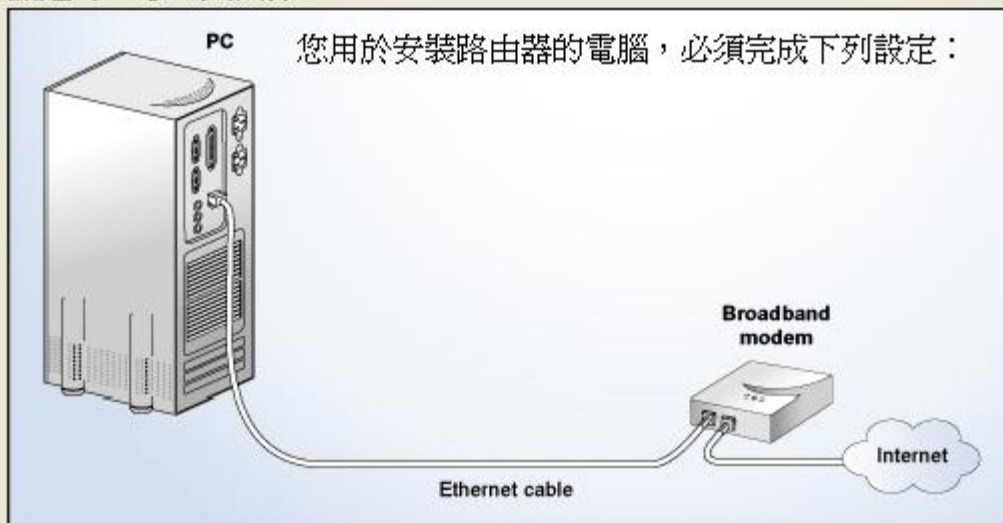 PC
您用於安裝路由器的電腦，必須完成下列設定：
Broadband
modem
Internet
Ethernet cable